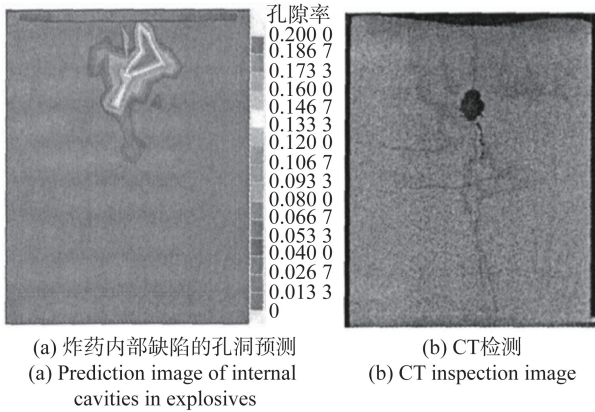 孔隙率
0.200 0
0.186 7
0.173 3
0.160 0
0.146 7
0.133 3
0.120 0
0.106 7
0.093 3
0.080 0
0.066 7
0.053 3
0.040 0
0.026 7
0.013 3
0
(a) 炸药内部缺陷的孔洞预测
(a) Prediction image of internal
cavities in explosives
(b) CT检测
(b) CT inspection image